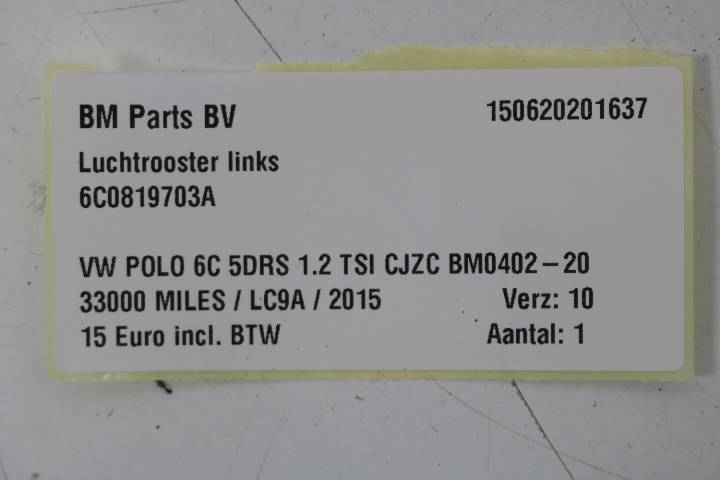 BM Parts BV 150620201637
Luchtrooster links
6C0819703A
VW POLO 6C 5DRS 1.2 TSI CJZC BM0402-20
33000 MILES / LC9A / 2015 Verz: 10
15 Euro incl. BTW Aantal: 1